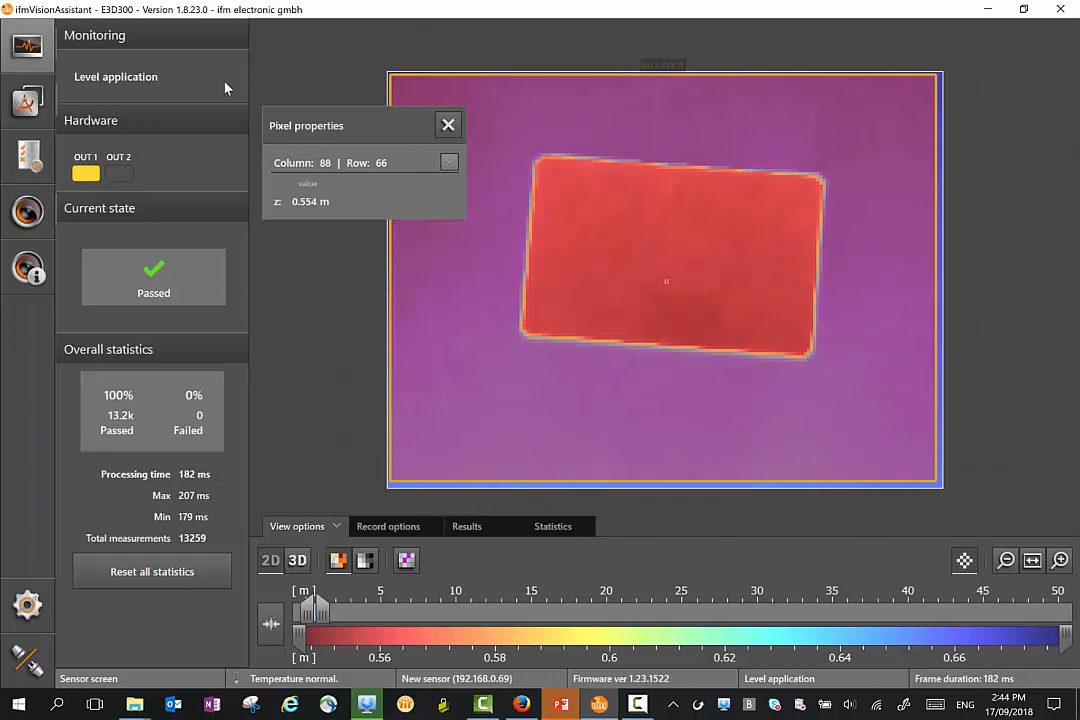 ifmVisionAssistant - E3D300 - Version 1.8.23.0 - ifm electronic gmbh
Monitoring
Level application
Hardware
OUT 1 OUT 2
Current state
Passed
Overall statistics
100% 0%
13.2k 0
Passed Failed
Processing time 182 ms
Max 207 ms
Min 179 ms
Total measurements 13259
Reset all statistics
Pixel properties
Column: 88 | Row: 66
value
z: 0.554 m
View options Record options Results Statistics
2D 3D
[ m ] 5 10 15 20 25 30 35 40 45 50
[ m ] 0.56 0.58 0.6 0.62 0.64 0.66
Sensor screen Temperature normal. New sensor (192.168.0.69) Firmware ver 1.23.1522 Level application Frame duration: 182 ms
ENG
2:44 PM
17/09/2018